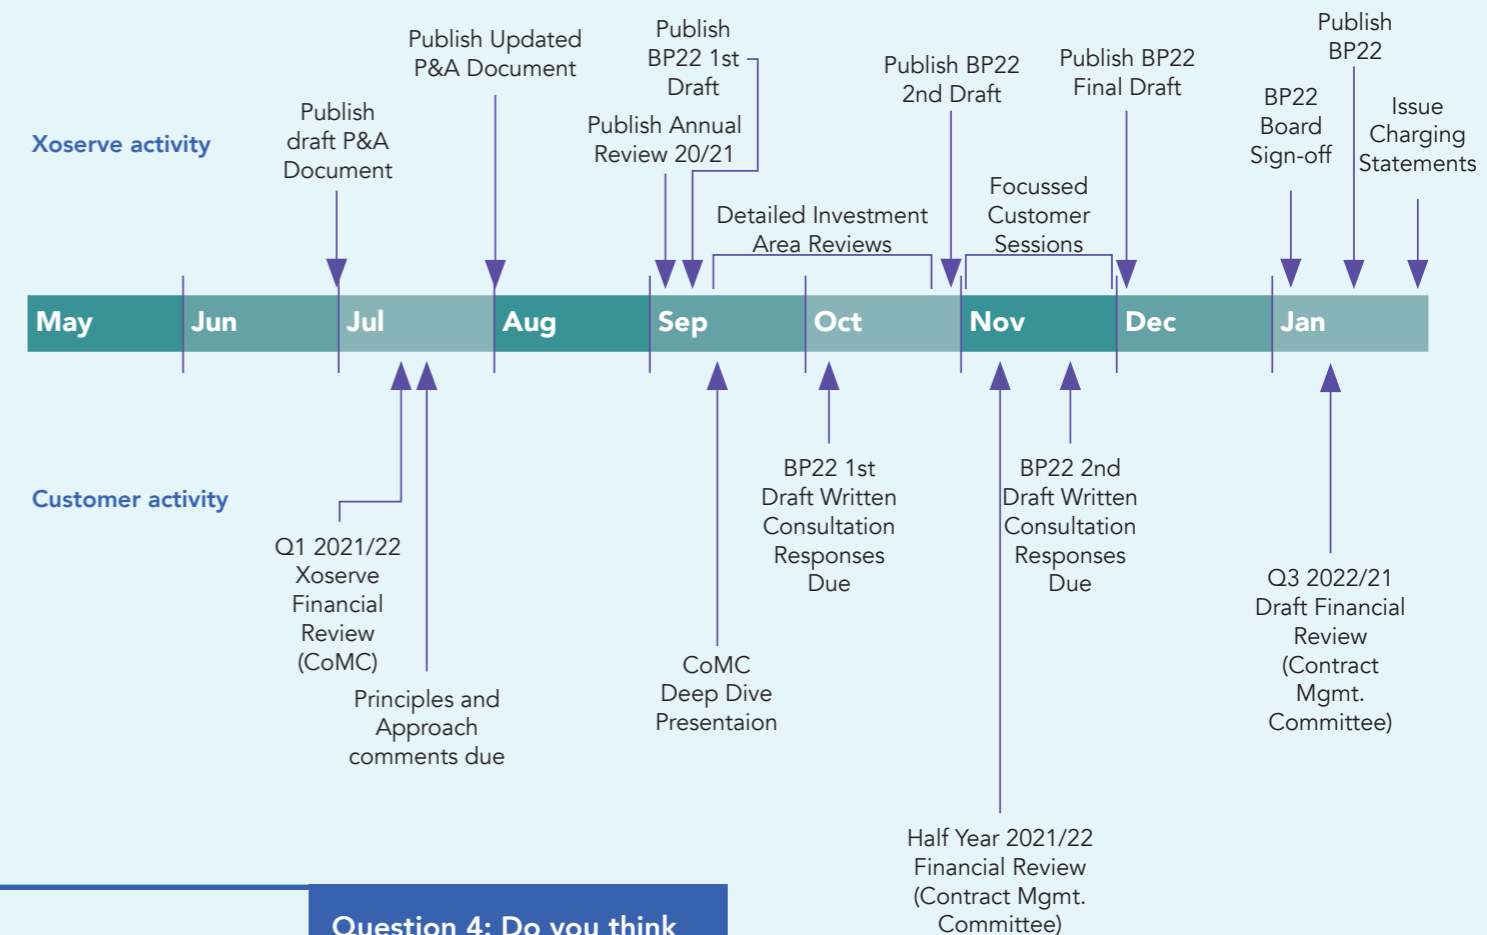 Publish
BP22
Publish
BP22 1st
Draft
Publish Updated
P&A Document
Publish BP22
2nd Draft
Publish BP22
Final Draft
BP22
Board
Sign-off
Issue
Charging
Statements
Publish
draft P&A
Document
Publish Annual
Review 20/21
Xoserve activity
Detailed Investment
Area Reviews
Focussed
Customer
Sessions
May
Jun
Jul
Aug
Sep
Oct
Nov
Dec
Jan
Customer activity
Q1 2021/22
Xoserve
Financial
Review
(CoMC)
Principles and
Approach
comments due
CoMC
Deep Dive
Presentaion
BP22 1st
Draft Written
Consultation
Responses
Due
BP22 2nd
Draft Written
Consultation
Responses
Due
Q3 2022/21
Draft Financial
Review
(Contract
Mgmt.
Committee)
Half Year 2021/22
Financial Review
(Contract Mgmt.
Committee)
Question 4: Do you think